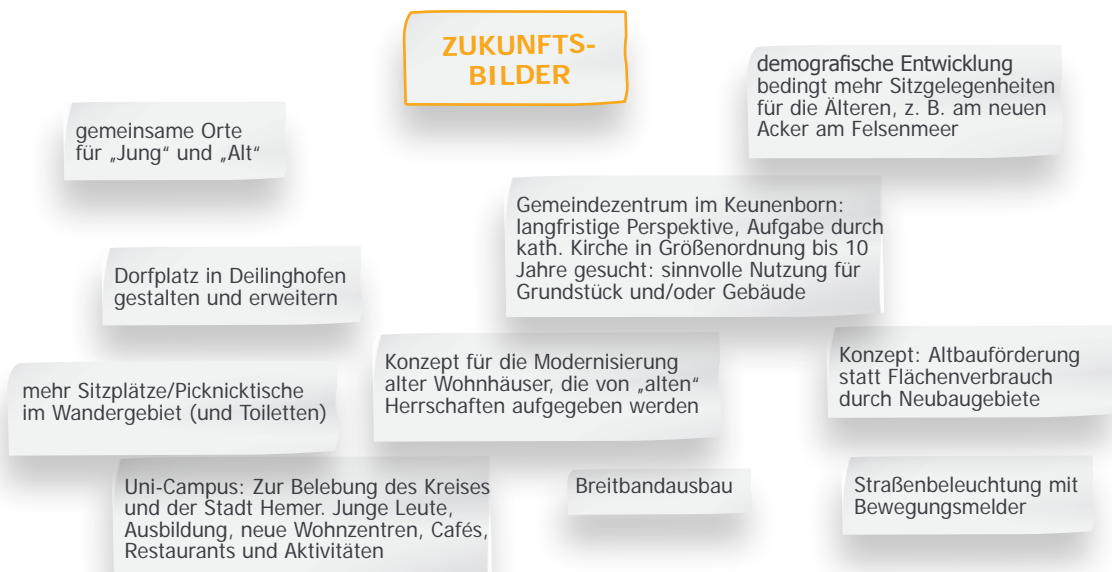 ZUKUNFTS-
BILDER
demografische Entwicklung
bedingt mehr Sitzgelegenheiten
für die Älteren, z. B. am neuen
Acker am Felsenmeer
gemeinsame Orte
für „Jung“ und „Alt“
Gemeindezentrum im Keunenborn:
langfristige Perspektive, Aufgabe durch
kath. Kirche in Größenordnung bis 10
Jahre gesucht: sinnvolle Nutzung für
Grundstück und/oder Gebäude
Dorfplatz in Deilinghofen
gestalten und erweitern
Konzept für die Modernisierung
alter Wohnhäuser, die von „alten“
Herrschaften aufgegeben werden
Konzept: Altbauförderung
statt Flächenverbrauch
durch Neubaugebiete
mehr Sitzplätze/Picknicktische
im Wandergebiet (und Toiletten)
Uni-Campus: Zur Belebung des Kreises
und der Stadt Hemer. Junge Leute,
Ausbildung, neue Wohnzentren, Cafés,
Restaurants und Aktivitäten
Breitbandausbau
Straßenbeleuchtung mit
Bewegungsmelder